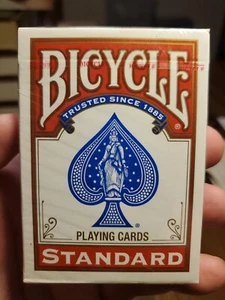 BICYCLE
®
TRUSTED SINCE 1885
®
PLAYING CARDS
STANDARD